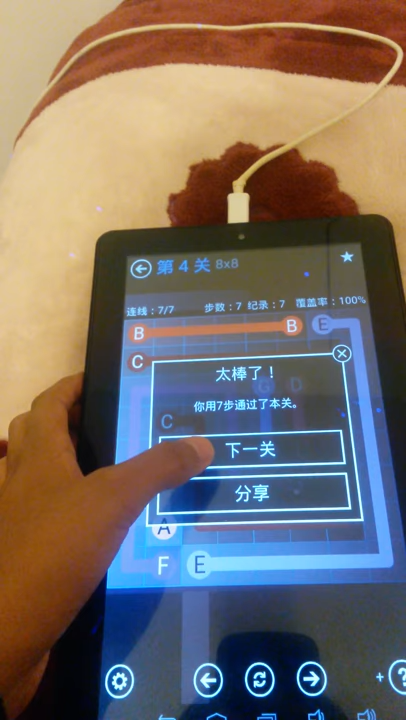 第 4 关 8x8
连线：7/7 步数：7 纪录：7 覆盖率：100%
B B E
C
太棒了！
你用7步通过了本关。
C
下一关
分享
A
F E
+ ?